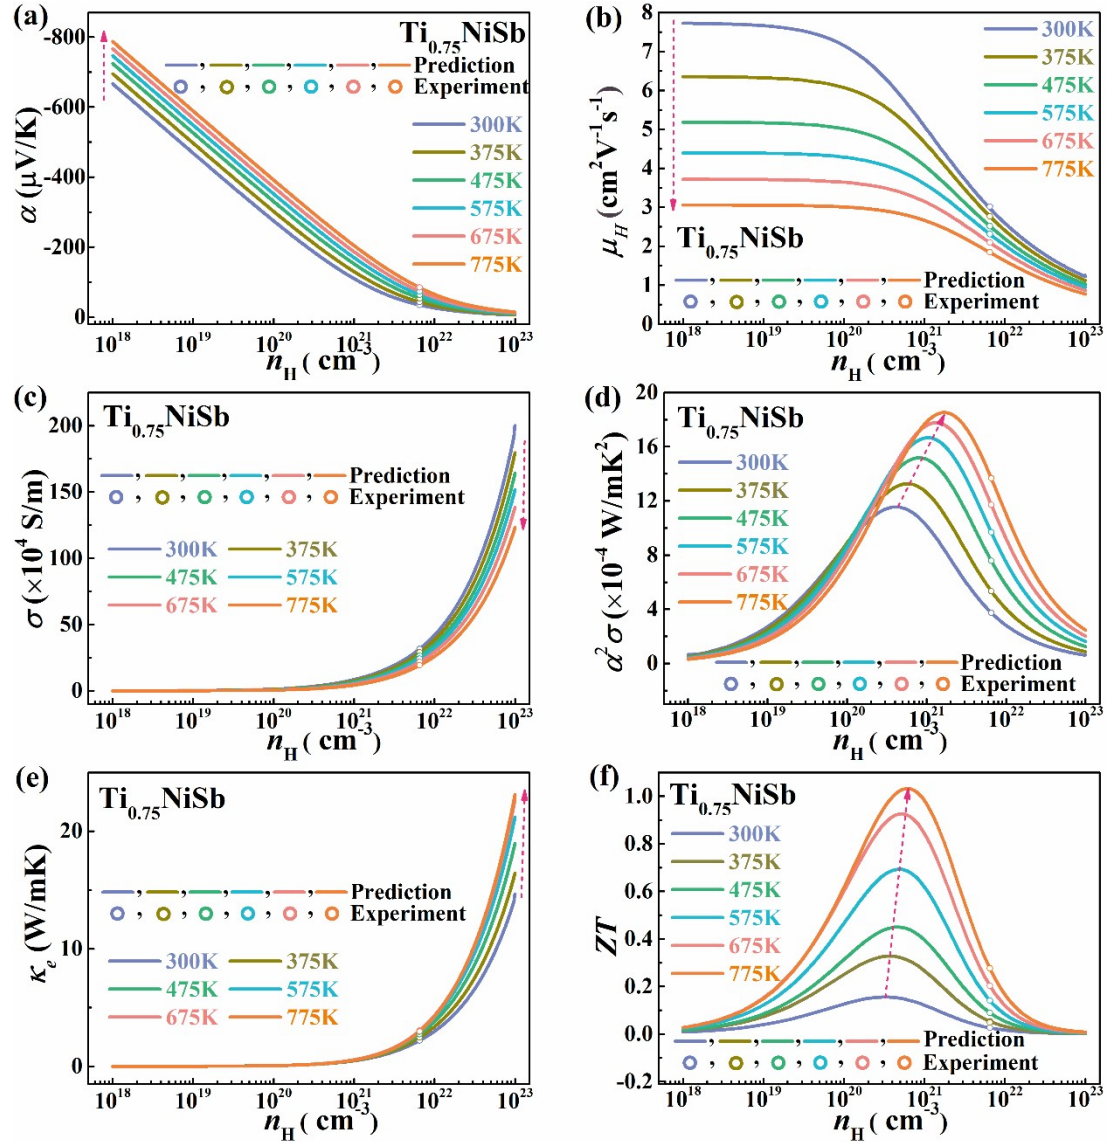 (a)
Ti0.75NiSb
, , , , , Prediction
, , , , , Experiment
300K
375K
475K
575K
675K
775K
-800
-600
-400
-200
0
α (μV/K)
10^18 10^19 10^20 10^21 10^22 10^23
nH ( cm^-3 )
(b)
300K
375K
475K
575K
675K
775K
Ti0.75NiSb
, , , , , Prediction
, , , , , Experiment
8
7
6
5
4
3
2
1
0
μH (cm^2V^-1s^-1)
10^18 10^19 10^20 10^21 10^22 10^23
nH ( cm^-3 )
(c)
Ti0.75NiSb
, , , , , Prediction
, , , , , Experiment
300K 375K
475K 575K
675K 775K
200
150
100
50
0
σ (×10^4 S/m)
10^18 10^19 10^20 10^21 10^22 10^23
nH ( cm^-3 )
(d)
Ti0.75NiSb
300K
375K
475K
575K
675K
775K
, , , , , Prediction
, , , , , Experiment
20
16
12
8
4
0
α^2σ (×10^-4 W/mK^2)
10^18 10^19 10^20 10^21 10^22 10^23
nH ( cm^-3 )
(e)
Ti0.75NiSb
, , , , , Prediction
, , , , , Experiment
300K 375K
475K 575K
675K 775K
20
10
0
κe (W/mK)
10^18 10^19 10^20 10^21 10^22 10^23
nH ( cm^-3 )
(f)
Ti0.75NiSb
300K
375K
475K
575K
675K
775K
, , , , , Prediction
, , , , , Experiment
1.0
0.8
0.6
0.4
0.2
0.0
-0.2
ZT
10^18 10^19 10^20 10^21 10^22 10^23
nH ( cm^-3 )